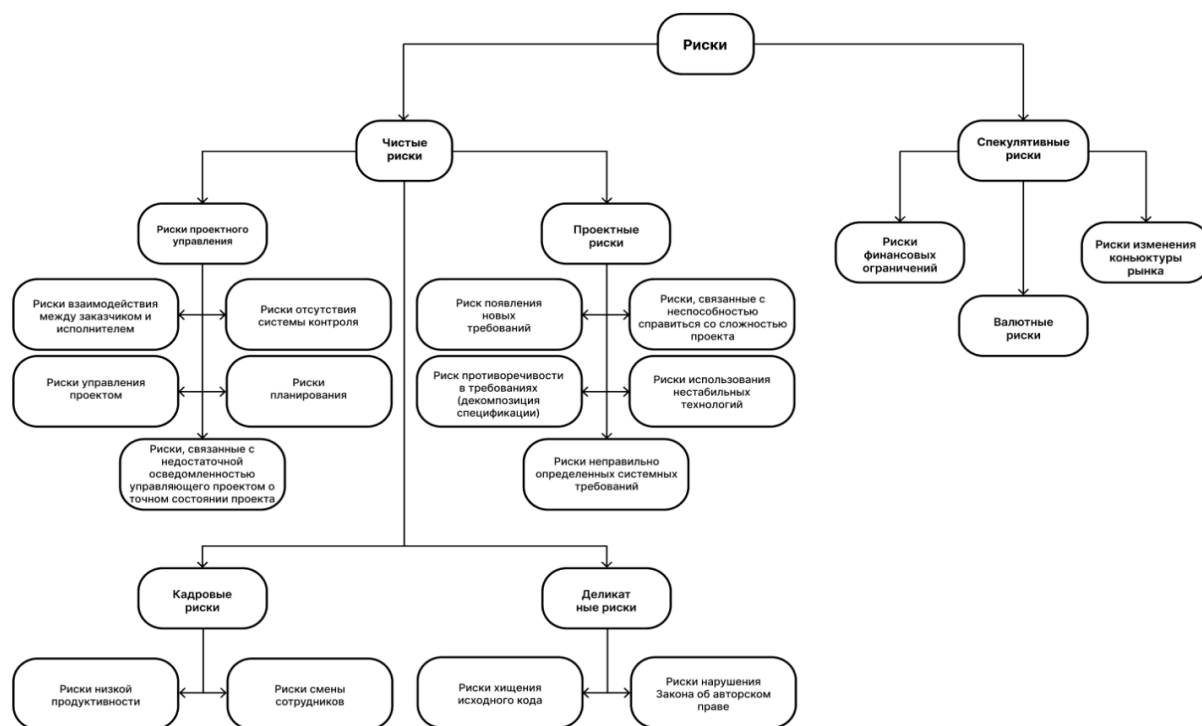 Риски
Чистые
риски
Спекулятивные
риски
Риски проектного
управления
Проектные
риски
Риски
финансовых
ограничений
Риски изменения
коньюктуры
рынка
Риски взаимодействия
между заказчиком и
исполнителем
Риски отсутствия
системы контроля
Риск появления
новых
требований
Риски, связанные с
неспособностью
справиться со сложностью
проекта
Валютные
риски
Риски управления
проектом
Риски
планирования
Риск противоречивости
в требованиях
(декомпозиция
спецификации)
Риски использования
нестабильных
технологий
Риски, связанные с
недостаточной
осведомленностью
управляющего проектом о
точном состоянии проекта
Риски неправильно
определенных системных
требований
Кадровые
риски
Деликат
ные риски
Риски низкой
продуктивности
Риски смены
сотрудников
Риски хищения
исходного кода
Риски нарушения
Закона об авторском
праве